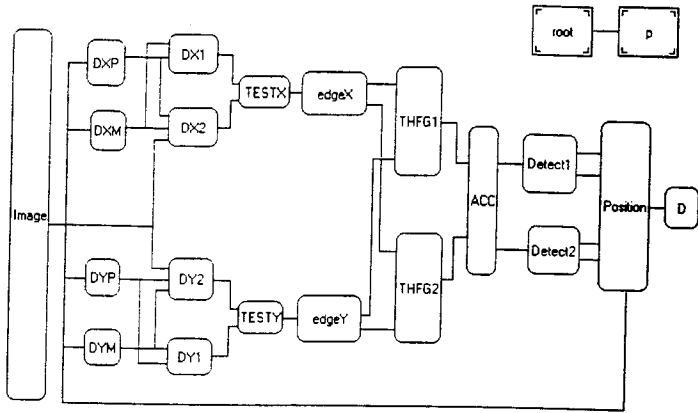 root
p
DXP
DX1
TESTX
edgeX
THFG1
DXM
DX2
Detect1
ACC
Image
Position
D
DYP
DY2
THFG2
Detect2
TESTY
edgeY
DYM
DY1